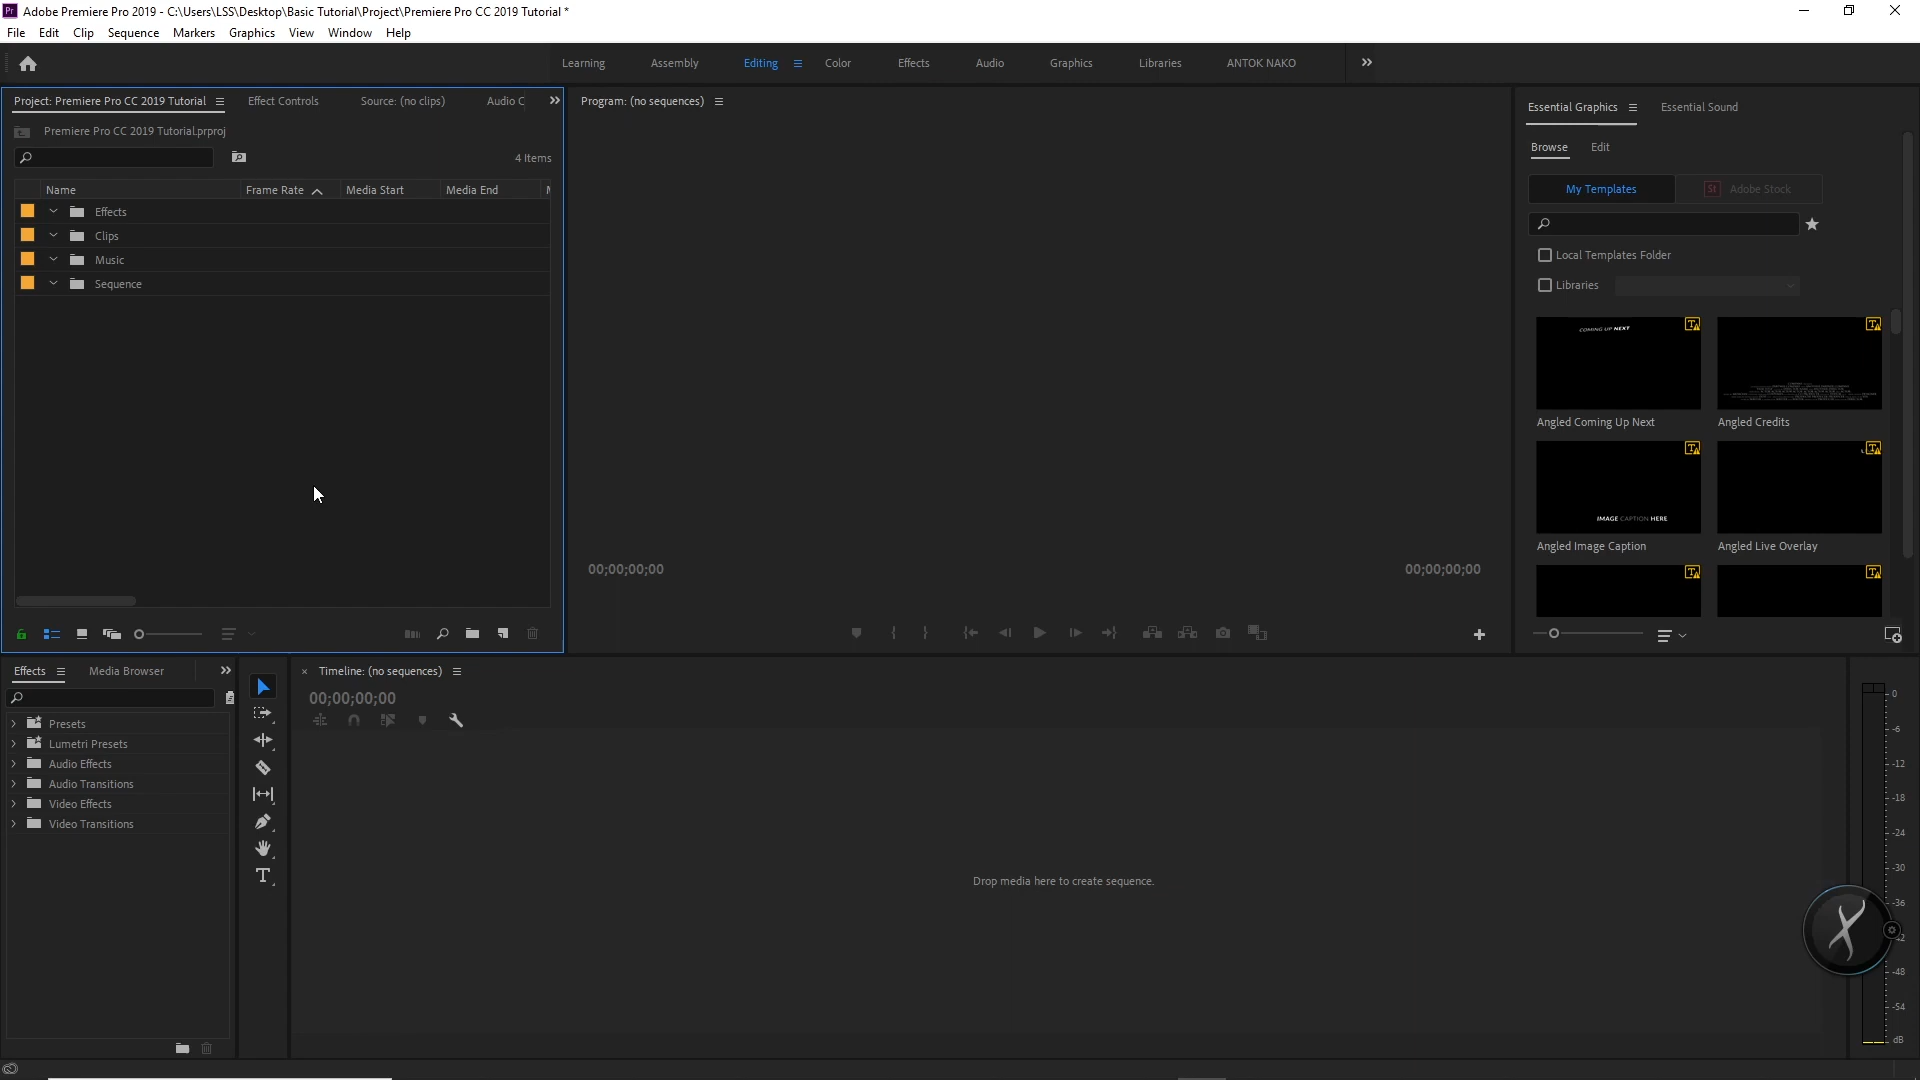 Adobe Premiere Pro 2019 - C:\Users\LSS\Desktop\Basic Tutorial\Project\Premiere Pro CC 2019 Tutorial *
File Edit Clip Sequence Markers Graphics View Window Help
Learning Assembly Editing Color Effects Audio Graphics Libraries ANTOK NAKO
Project: Premiere Pro CC 2019 Tutorial Effect Controls Source: (no clips) Audio C
Premiere Pro CC 2019 Tutorial.prproj
4 Items
Name Frame Rate Media Start Media End
Effects
Clips
Music
Sequence
Program: (no sequences)
00;00;00;00 00;00;00;00
Essential Graphics Essential Sound
Browse Edit
My Templates St Adobe Stock
Local Templates Folder
Libraries
COMING UP NEXT
Angled Coming Up Next Angled Credits
IMAGE CAPTION HERE
Angled Image Caption Angled Live Overlay
Effects Media Browser
Presets
Lumetri Presets
Audio Effects
Audio Transitions
Video Effects
Video Transitions
Timeline: (no sequences)
00;00;00;00
Drop media here to create sequence.
0
-6
-12
-18
-24
-30
-36
-48
-54
dB